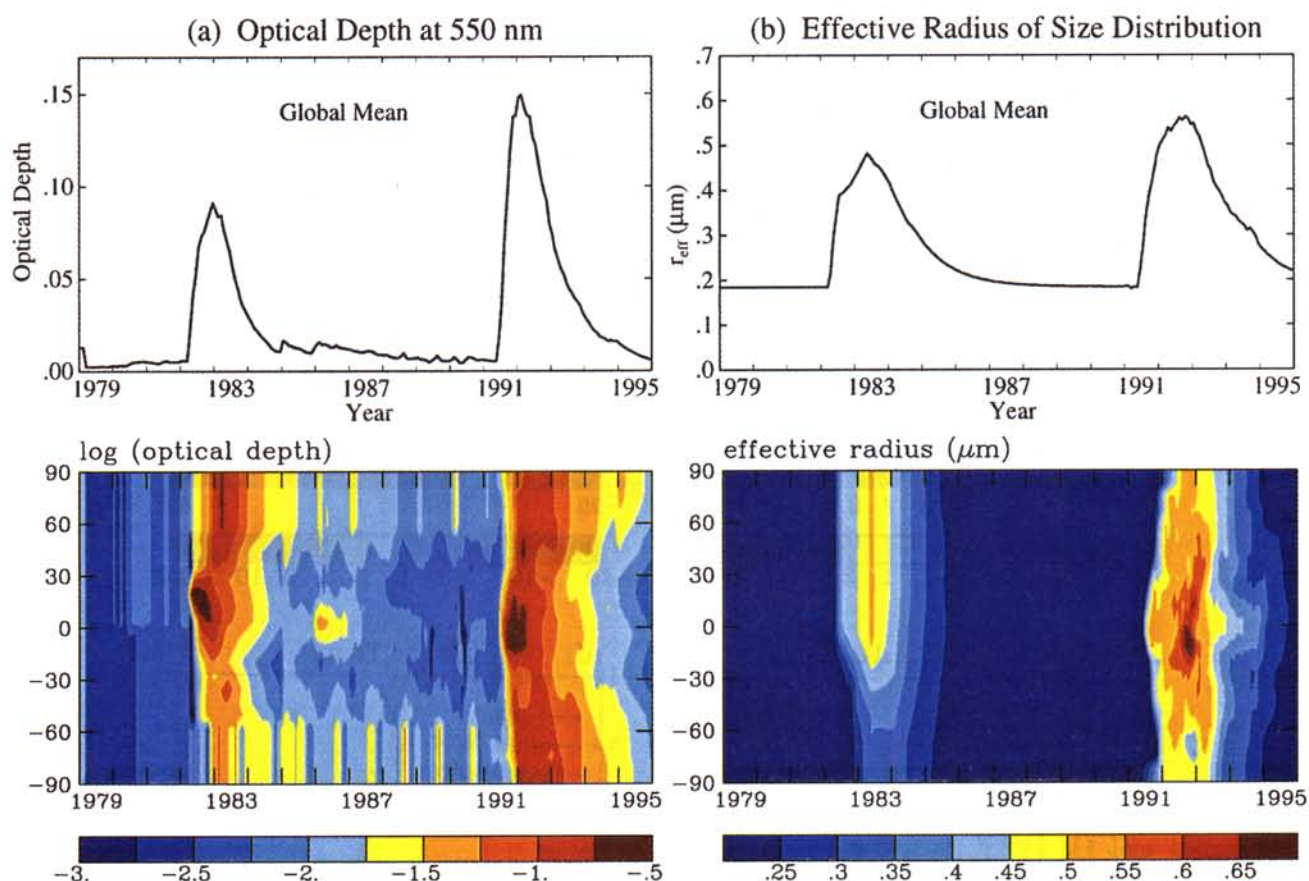 (a) Optical Depth at 550 nm
.15
.10
.05
.00
Optical Depth
Global Mean
1979 1983 1987 1991 1995
Year
(b) Effective Radius of Size Distribution
.7
.6
.5
.4
.3
.2
.1
.0
r_eff (μm)
Global Mean
1979 1983 1987 1991 1995
Year
log (optical depth)
90
60
30
0
−30
−60
−90
1979 1983 1987 1991 1995
−3. −2.5 −2. −1.5 −1. −.5
effective radius (μm)
90
60
30
0
−30
−60
−90
1979 1983 1987 1991 1995
.25 .3 .35 .4 .45 .5 .55 .6 .65